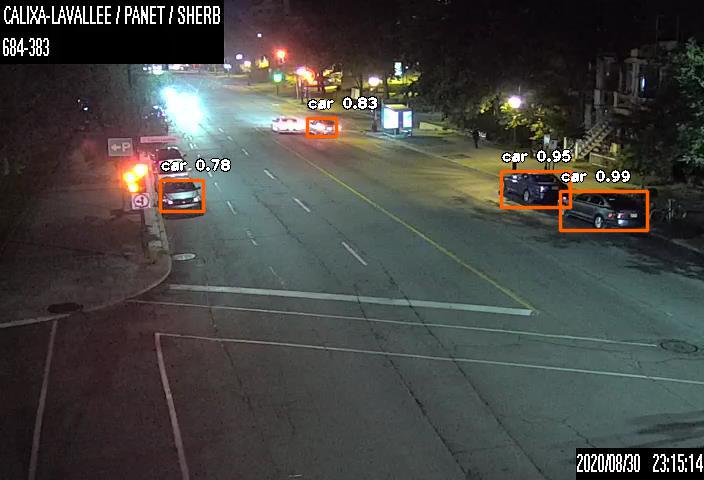 CALIXA-LAVALLEE / PANET / SHERB
684-383
car 0.83
car 0.95
car 0.78
car 0.99
←P
2020/08/30 23:15:14